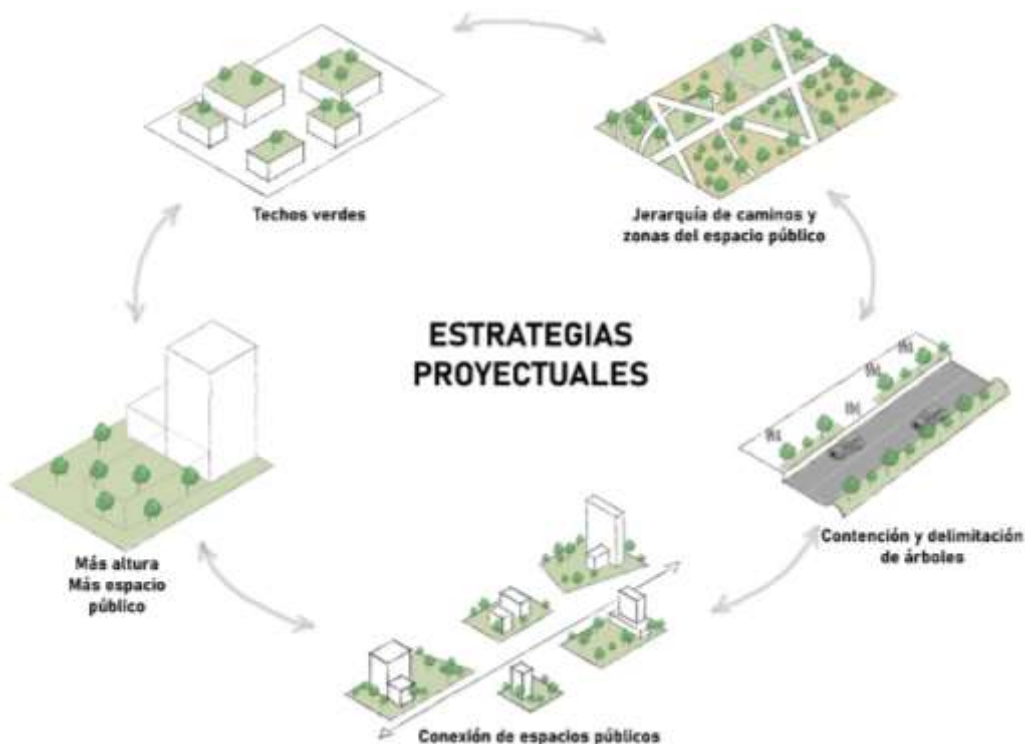 Techos verdes
Jerarquía de caminos y
zonas del espacio público
ESTRATEGIAS
PROYECTUALES
Contención y delimitación
de árboles
Más altura
Más espacio
público
Conexión de espacios públicos